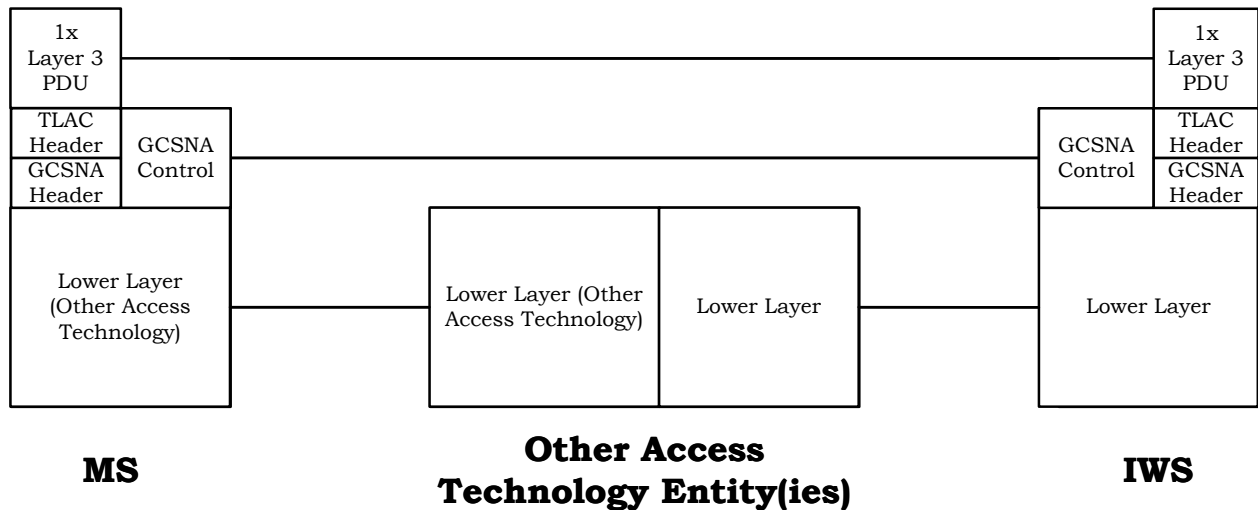 1x
Layer 3
PDU
1x
Layer 3
PDU
TLAC
Header
GCSNA
Header
GCSNA
Control
GCSNA
Control
TLAC
Header
GCSNA
Header
Lower Layer
(Other Access
Technology)
Lower Layer (Other
Access Technology)
Lower Layer
Lower Layer
MS
Other Access
Technology Entity(ies)
IWS